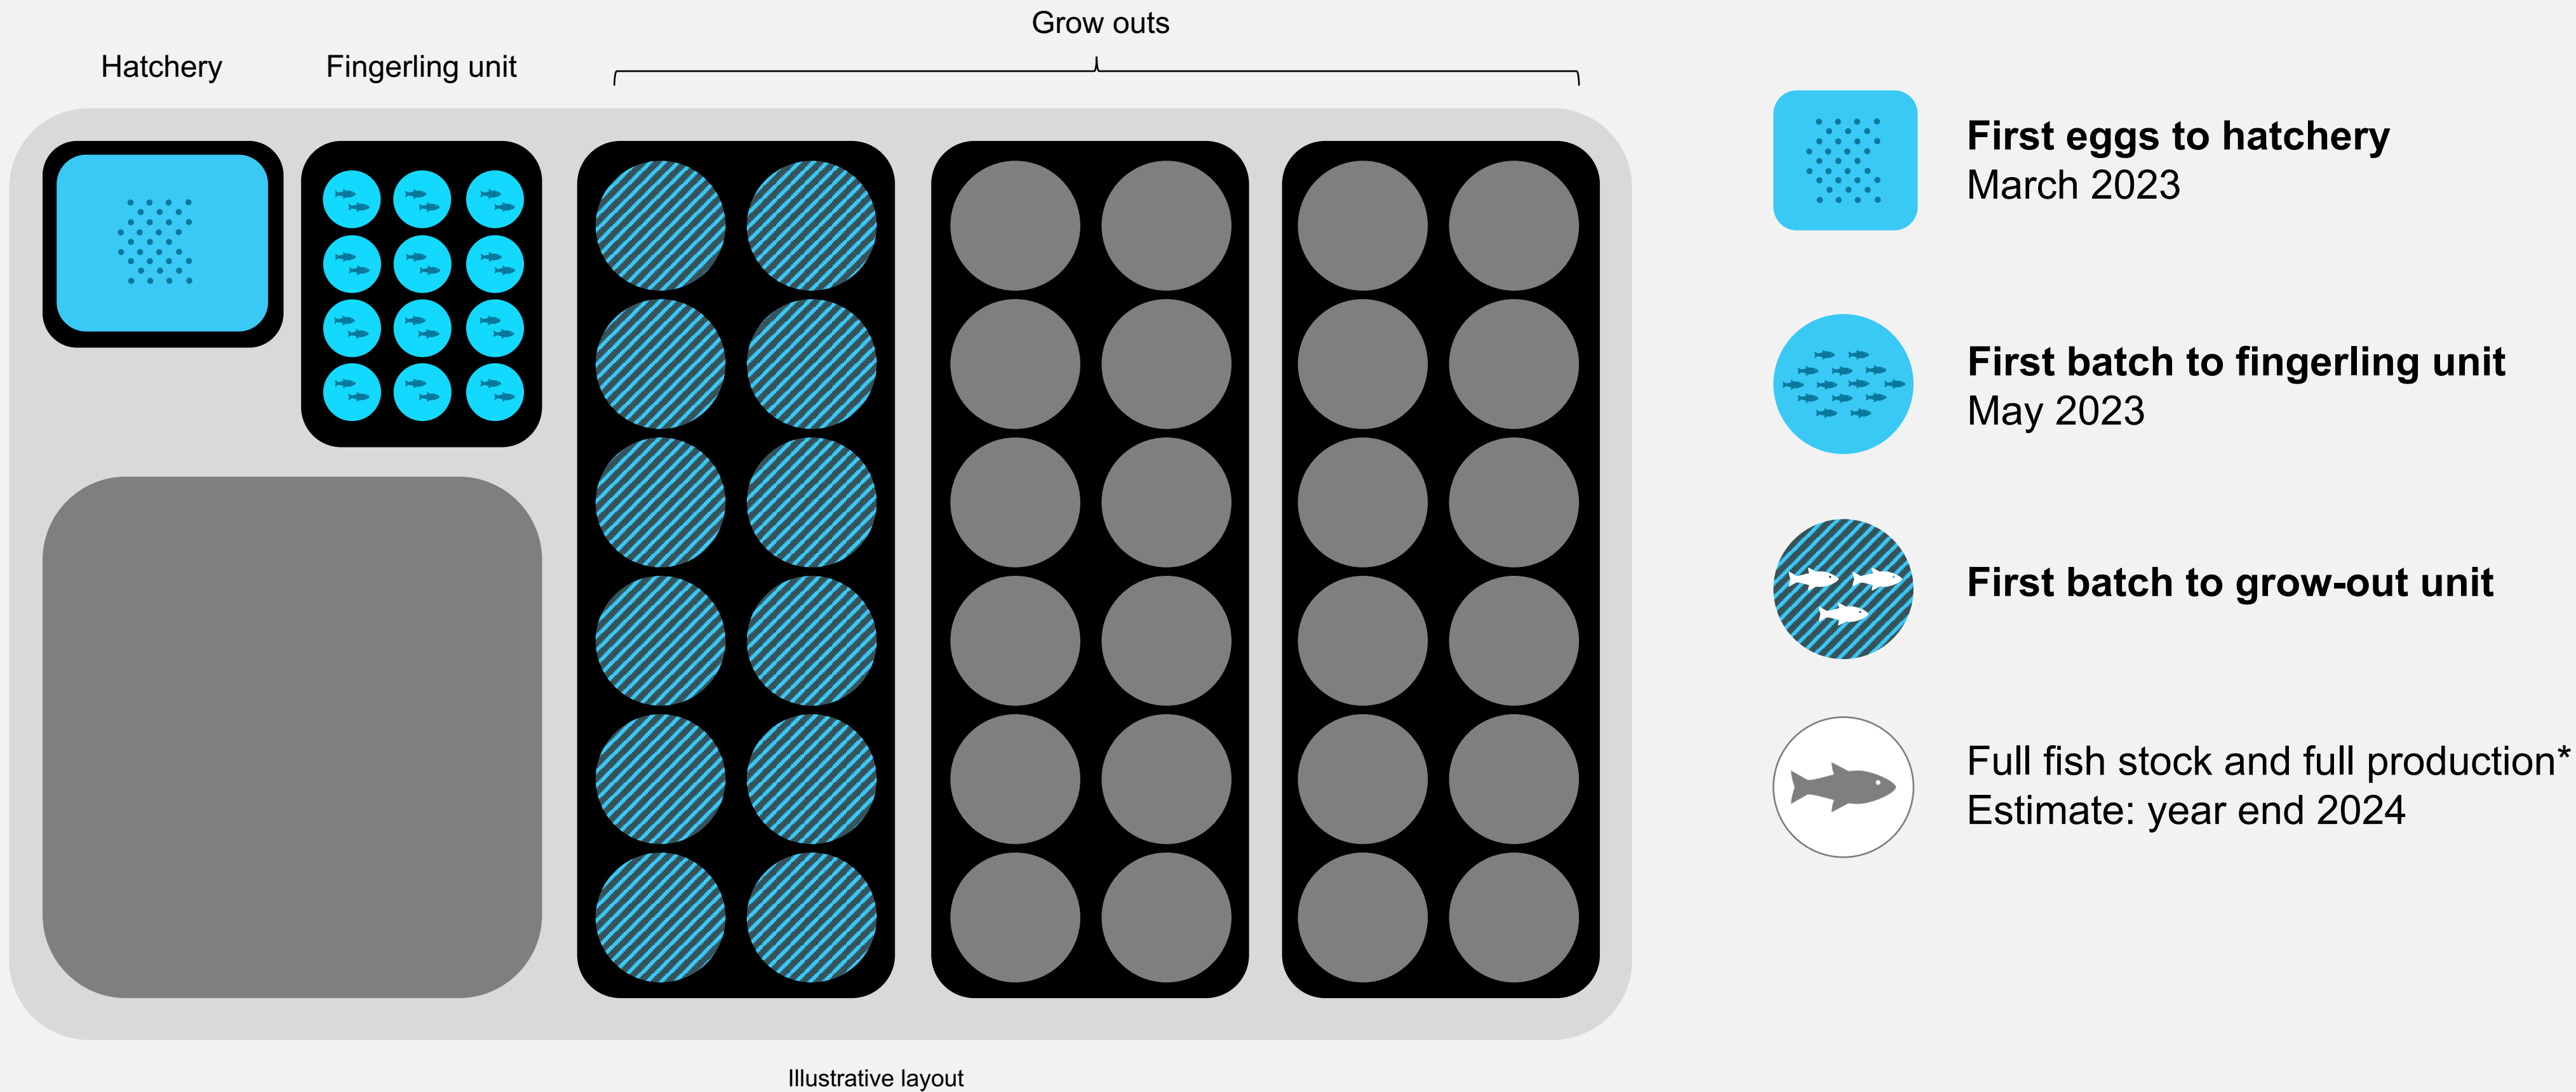 Grow outs
Hatchery
Fingerling unit
First eggs to hatchery
March 2023
First batch to fingerling unit
May 2023
First batch to grow-out unit
Full fish stock and full production*
Estimate: year end 2024
Illustrative layout